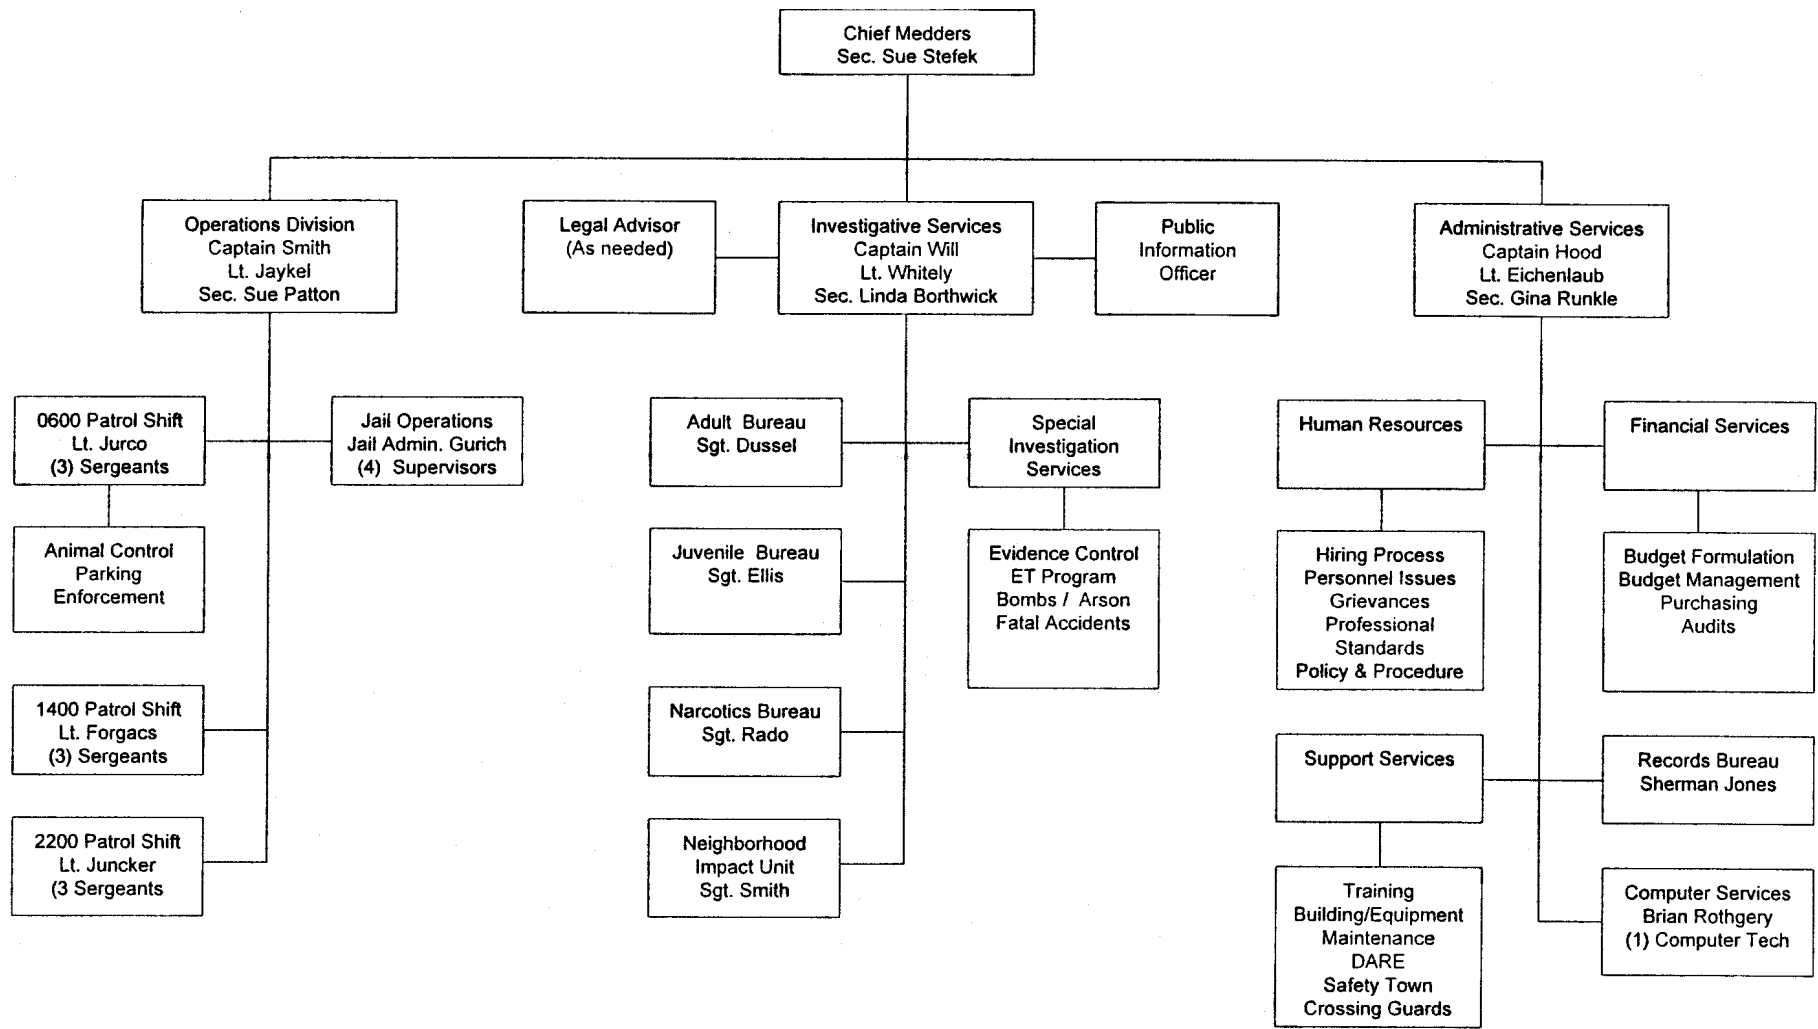 Chief Medders
Sec. Sue Stefek
Operations Division
Captain Smith
Lt. Jaykel
Sec. Sue Patton
Legal Advisor
(As needed)
Investigative Services
Captain Will
Lt. Whitely
Sec. Linda Borthwick
Public
Information
Officer
Administrative Services
Captain Hood
Lt. Eichenlaub
Sec. Gina Runkle
0600 Patrol Shift
Lt. Jurco
(3) Sergeants
Jail Operations
Jail Admin. Gurich
(4) Supervisors
Animal Control
Parking
Enforcement
1400 Patrol Shift
Lt. Forgacs
(3) Sergeants
2200 Patrol Shift
Lt. Juncker
(3 Sergeants
Adult Bureau
Sgt. Dussel
Special
Investigation
Services
Juvenile Bureau
Sgt. Ellis
Evidence Control
ET Program
Bombs / Arson
Fatal Accidents
Narcotics Bureau
Sgt. Rado
Neighborhood
Impact Unit
Sgt. Smith
Human Resources
Financial Services
Hiring Process
Personnel Issues
Grievances
Professional
Standards
Policy & Procedure
Budget Formulation
Budget Management
Purchasing
Audits
Support Services
Records Bureau
Sherman Jones
Training
Building/Equipment
Maintenance
DARE
Safety Town
Crossing Guards
Computer Services
Brian Rothgery
(1) Computer Tech